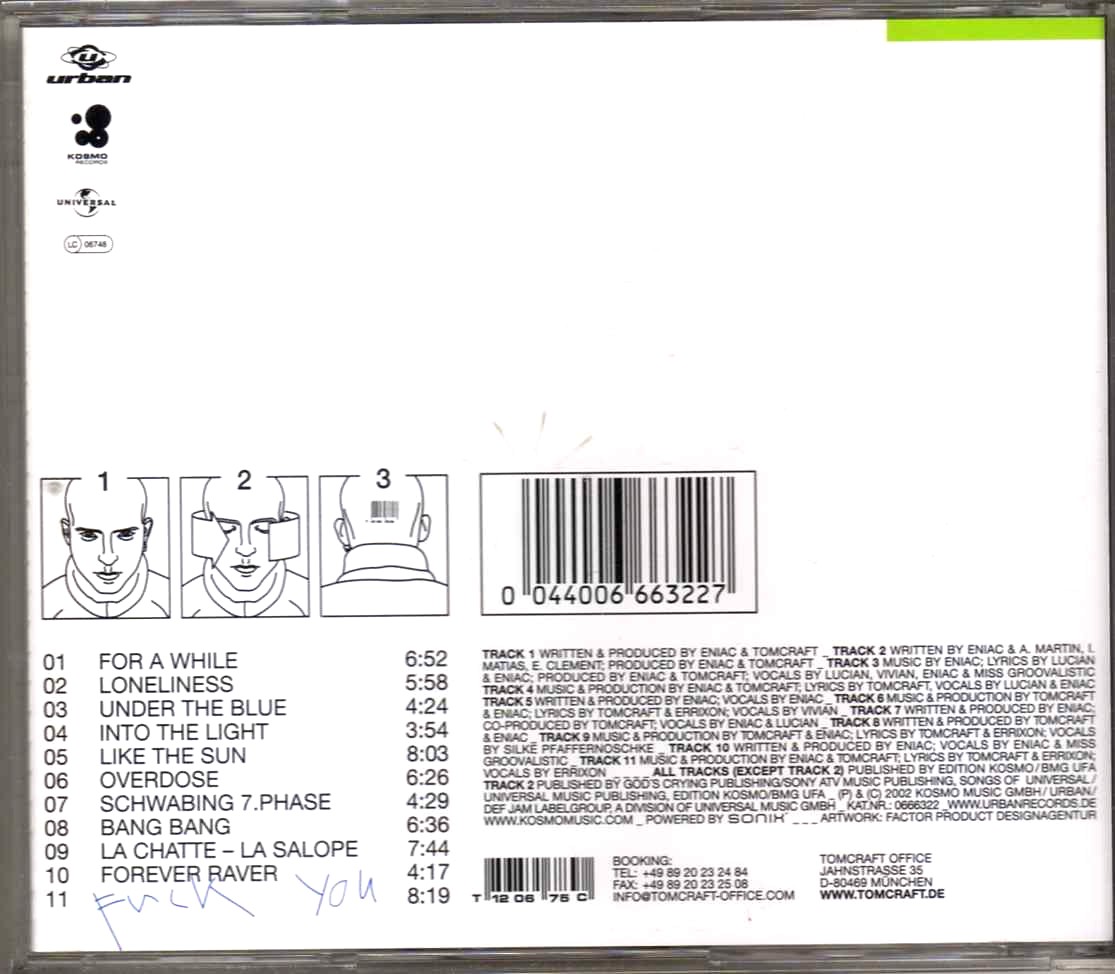 urban
KOSMO
RECORDS
UNIVERSAL
LC 06748
1 2 3
0 044006 663227
01 FOR A WHILE 6:52
02 LONELINESS 5:58
03 UNDER THE BLUE 4:24
04 INTO THE LIGHT 3:54
05 LIKE THE SUN 8:03
06 OVERDOSE 6:26
07 SCHWABING 7.PHASE 4:29
08 BANG BANG 6:36
09 LA CHATTE – LA SALOPE 7:44
10 FOREVER RAVER 4:17
11 Fuck You 8:19
TRACK 1 WRITTEN & PRODUCED BY ENIAC & TOMCRAFT _ TRACK 2 WRITTEN BY ENIAC & A. MARTIN, I.
MATIAS, E. CLEMENT; PRODUCED BY ENIAC & TOMCRAFT _ TRACK 3 MUSIC BY ENIAC; LYRICS BY LUCIAN
& ENIAC; PRODUCED BY ENIAC & TOMCRAFT; VOCALS BY LUCIAN, VIVIAN, ENIAC & MISS GROOVALISTIC
TRACK 4 MUSIC & PRODUCTION BY ENIAC & TOMCRAFT; LYRICS BY TOMCRAFT, VOCALS BY LUCIAN & ENIAC
TRACK 5 WRITTEN & PRODUCED BY ENIAC; VOCALS BY ENIAC _ TRACK 6 MUSIC & PRODUCTION BY TOMCRAFT
& ENIAC; LYRICS BY TOMCRAFT & ERRIXON; VOCALS BY VIVIAN _ TRACK 7 WRITTEN & PRODUCED BY ENIAC;
CO-PRODUCED BY TOMCRAFT; VOCALS BY ENIAC & LUCIAN _ TRACK 8 WRITTEN & PRODUCED BY TOMCRAFT
& ENIAC _ TRACK 9 MUSIC & PRODUCTION BY TOMCRAFT & ENIAC; LYRICS BY TOMCRAFT & ERRIXON; VOCALS
BY SILKE PFAFFERNOSCHKE _ TRACK 10 WRITTEN & PRODUCED BY ENIAC; VOCALS BY ENIAC & MISS
GROOVALISTIC _ TRACK 11 MUSIC & PRODUCTION BY ENIAC & TOMCRAFT; LYRICS BY TOMCRAFT & ERRIXON;
VOCALS BY ERRIXON ALL TRACKS (EXCEPT TRACK 2) PUBLISHED BY EDITION KOSMO/BMG UFA
TRACK 2 PUBLISHED BY GOD'S CRYING PUBLISHING/SONY ATV MUSIC PUBLISHING, SONGS OF UNIVERSAL/
UNIVERSAL MUSIC PUBLISHING, EDITION KOSMO/BMG UFA _ (P) & (C) 2002 KOSMO MUSIC GMBH/URBAN/
DEF JAM LABELGROUP, A DIVISION OF UNIVERSAL MUSIC GMBH _ KAT.NR.: 0666322 _WWW.URBANRECORDS.DE
WWW.KOSMOMUSIC.COM _ POWERED BY SONIX _ _ _ ARTWORK: FACTOR PRODUCT DESIGNAGENTUR
T 12 06 75 C
BOOKING:
TEL: +49 89 20 23 24 84
FAX: +49 89 20 23 25 08
INFO@TOMCRAFT-OFFICE.COM
TOMCRAFT OFFICE
JAHNSTRASSE 35
D-80469 MÜNCHEN
WWW.TOMCRAFT.DE